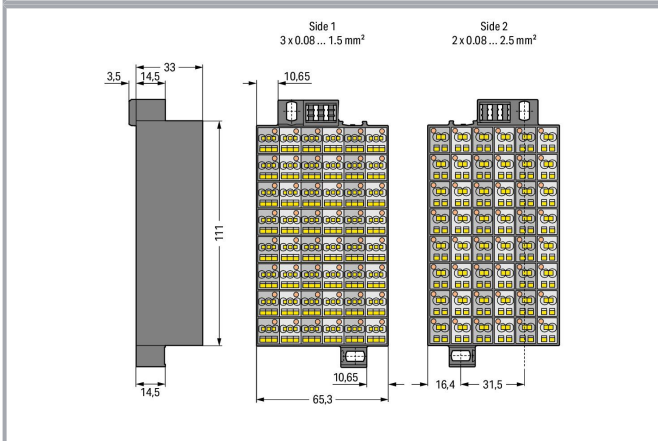 Side 1
3 x 0.08 ... 1.5 mm²
Side 2
2 x 0.08 ... 2.5 mm²
33
3,5
14,5
10,65
111
14,5
10,65
65,3
16,4
31,5